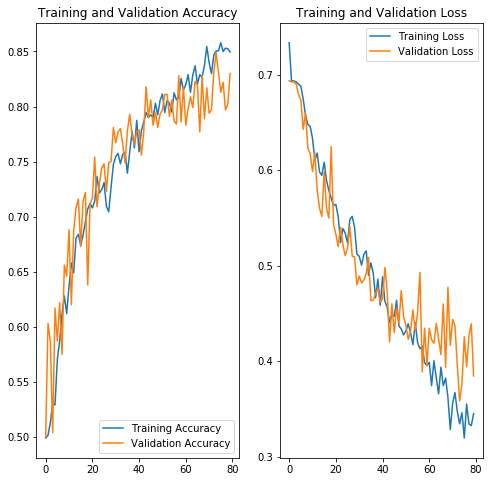 Training and Validation Accuracy
0.85
0.80
0.75
0.70
0.65
0.60
0.55
0.50
0 20 40 60 80
Training Accuracy
Validation Accuracy
Training and Validation Loss
0.7
0.6
0.5
0.4
0.3
0 20 40 60 80
Training Loss
Validation Loss